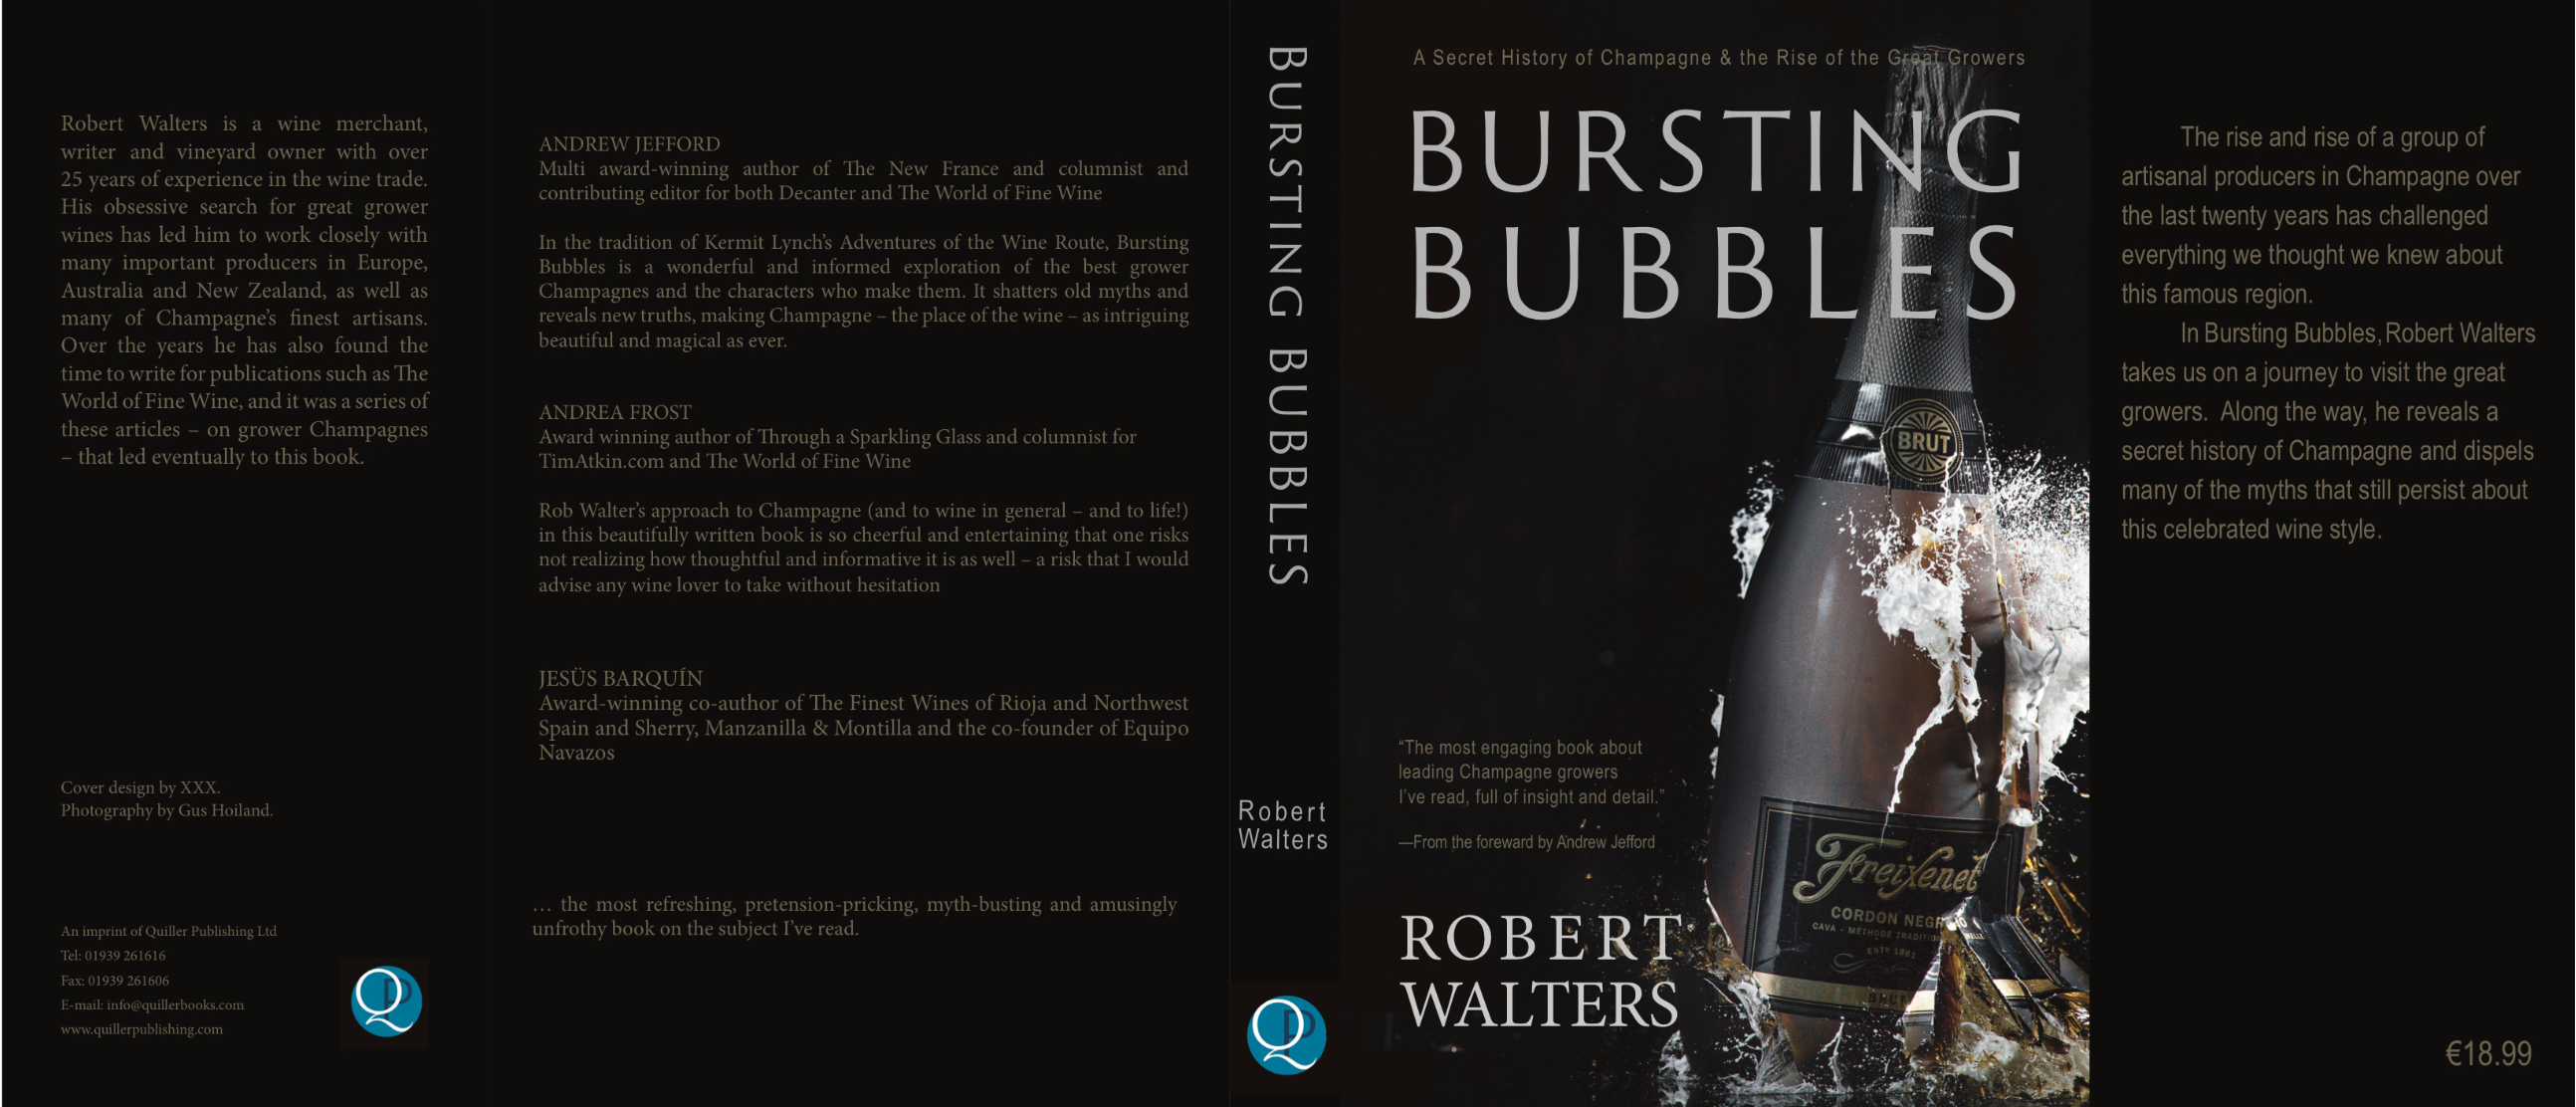 Robert Walters is a wine merchant,
writer and vineyard owner with over
25 years of experience in the wine trade.
His obsessive search for great grower
wines has led him to work closely with
many important producers in Europe,
Australia and New Zealand, as well as
many of Champagne’s finest artisans.
Over the years he has also found the
time to write for publications such as The
World of Fine Wine, and it was a series of
these articles – on grower Champagnes
– that led eventually to this book.
Cover design by XXX.
Photography by Gus Hoiland.
An imprint of Quiller Publishing Ltd
Tel: 01939 261616
Fax: 01939 261606
E-mail: info@quillerbooks.com
www.quillerpublishing.com
QP
ANDREW JEFFORD
Multi award-winning author of The New France and columnist and
contributing editor for both Decanter and The World of Fine Wine
In the tradition of Kermit Lynch’s Adventures of the Wine Route, Bursting
Bubbles is a wonderful and informed exploration of the best grower
Champagnes and the characters who make them. It shatters old myths and
reveals new truths, making Champagne – the place of the wine – as intriguing
beautiful and magical as ever.
ANDREA FROST
Award winning author of Through a Sparkling Glass and columnist for
TimAtkin.com and The World of Fine Wine
Rob Walter’s approach to Champagne (and to wine in general – and to life!)
in this beautifully written book is so cheerful and entertaining that one risks
not realizing how thoughtful and informative it is as well – a risk that I would
advise any wine lover to take without hesitation
JESÜS BARQUÍN
Award-winning co-author of The Finest Wines of Rioja and Northwest
Spain and Sherry, Manzanilla & Montilla and the co-founder of Equipo
Navazos
… the most refreshing, pretension-pricking, myth-busting and amusingly
unfrothy book on the subject I’ve read.
BURSTING BUBBLES
Robert
Walters
QP
A Secret History of Champagne & the Rise of the Great Growers
BURSTING
BUBBLES
BRUT
“The most engaging book about
leading Champagne growers
I’ve read, full of insight and detail.”
—From the foreward by Andrew Jefford
ROBERT
WALTERS
Freixenet
CORDON NEGR
CAVA - METHODE TRADITIO
ESTD 1861
BRUT
The rise and rise of a group of
artisanal producers in Champagne over
the last twenty years has challenged
everything we thought we knew about
this famous region.
In Bursting Bubbles, Robert Walters
takes us on a journey to visit the great
growers. Along the way, he reveals a
secret history of Champagne and dispels
many of the myths that still persist about
this celebrated wine style.
€18.99